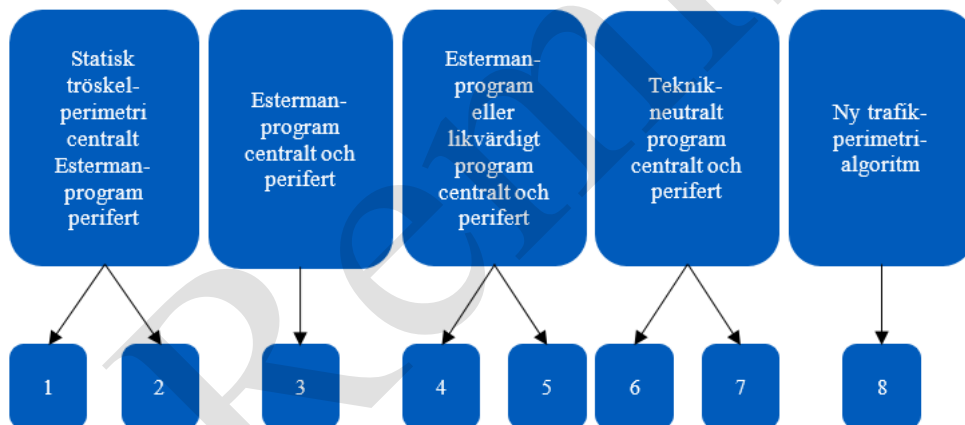 Statisk
tröskel-
perimetri
centralt
Esterman-
program
perifert
Esterman-
program
centralt och
perifert
Esterman-
program
eller
likvärdigt
program
centralt och
perifert
Teknik-
neutralt
program
centralt och
perifert
Ny trafik-
perimetri-
algoritm
1
2
3
4
5
6
7
8